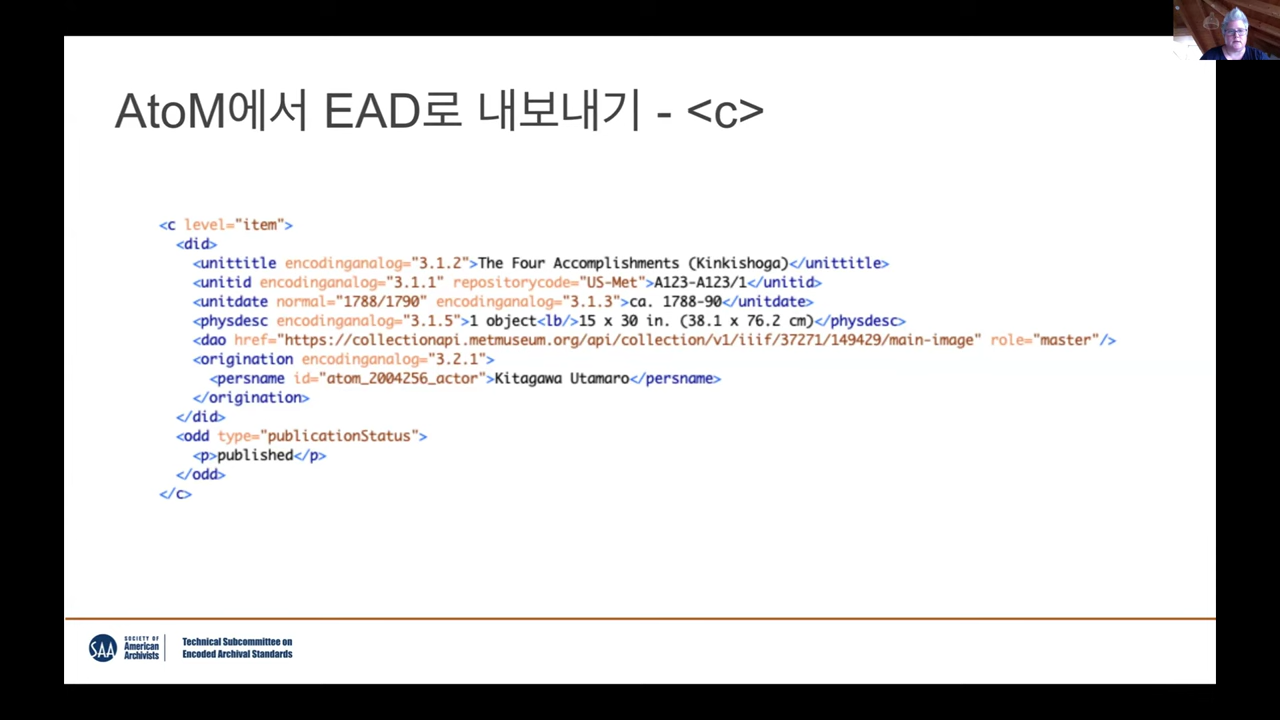 AtoM에서 EAD로 내보내기 - <c>
<c level="item">
<did>
<unittitle encodinganalog="3.1.2">The Four Accomplishments (Kinkishoga)</unittitle>
<unitid encodinganalog="3.1.1" repositorycode="US-Met">A123-A123/1</unitid>
<unitdate normal="1788/1790" encodinganalog="3.1.3">ca. 1788-90</unitdate>
<physdesc encodinganalog="3.1.5">1 object<lb/>15 x 30 in. (38.1 x 76.2 cm)</physdesc>
<dao href="https://collectionapi.metmuseum.org/api/collection/v1/iiif/37271/149429/main-image" role="master"/>
<origination encodinganalog="3.2.1">
<persname id="atom_2004256_actor">Kitagawa Utamaro</persname>
</origination>
</did>
<odd type="publicationStatus">
<p>published</p>
</odd>
</c>
SAA
SOCIETY OF
American
Archivists
Technical Subcommittee on
Encoded Archival Standards